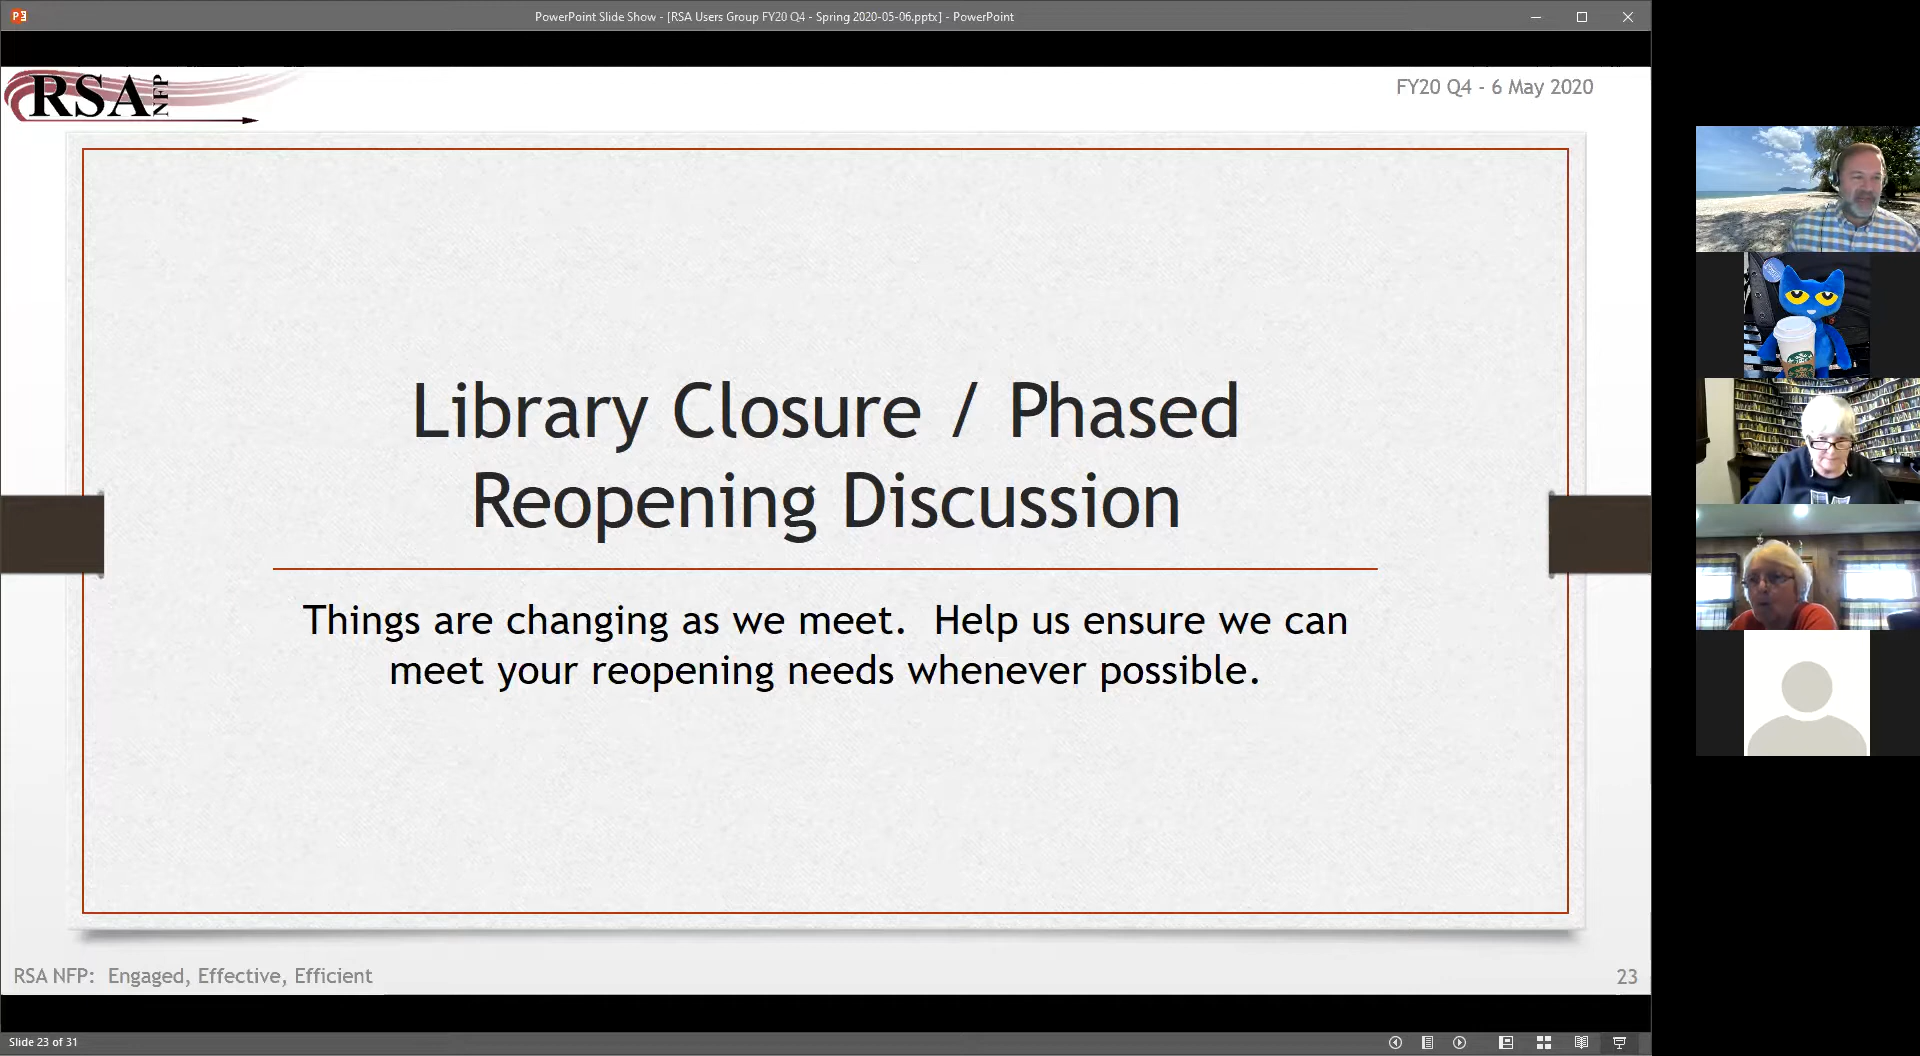 PowerPoint Slide Show - [RSA Users Group FY20 Q4 - Spring 2020-05-06.pptx] - PowerPoint
RSA NFP
FY20 Q4 - 6 May 2020
Library Closure / Phased
Reopening Discussion
Things are changing as we meet.  Help us ensure we can
meet your reopening needs whenever possible.
RSA NFP:  Engaged, Effective, Efficient
23
Slide 23 of 31